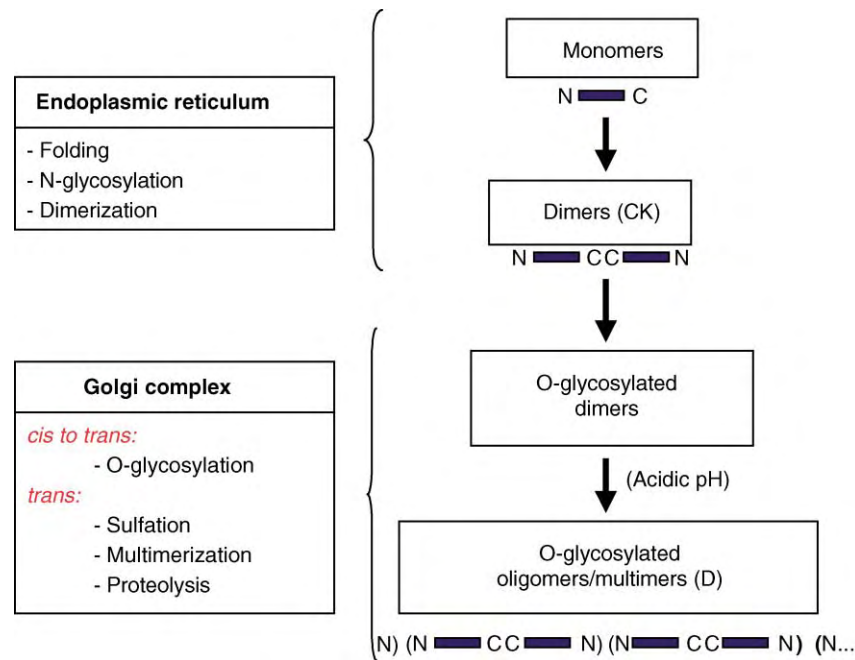 Monomers
N C
Endoplasmic reticulum
- Folding
- N-glycosylation
- Dimerization
Dimers (CK)
N CC N
Golgi complex
cis to trans:
- O-glycosylation
trans:
- Sulfation
- Multimerization
- Proteolysis
O-glycosylated
dimers
(Acidic pH)
O-glycosylated
oligomers/multimers (D)
N) (N CC N) (N CC N) (N...